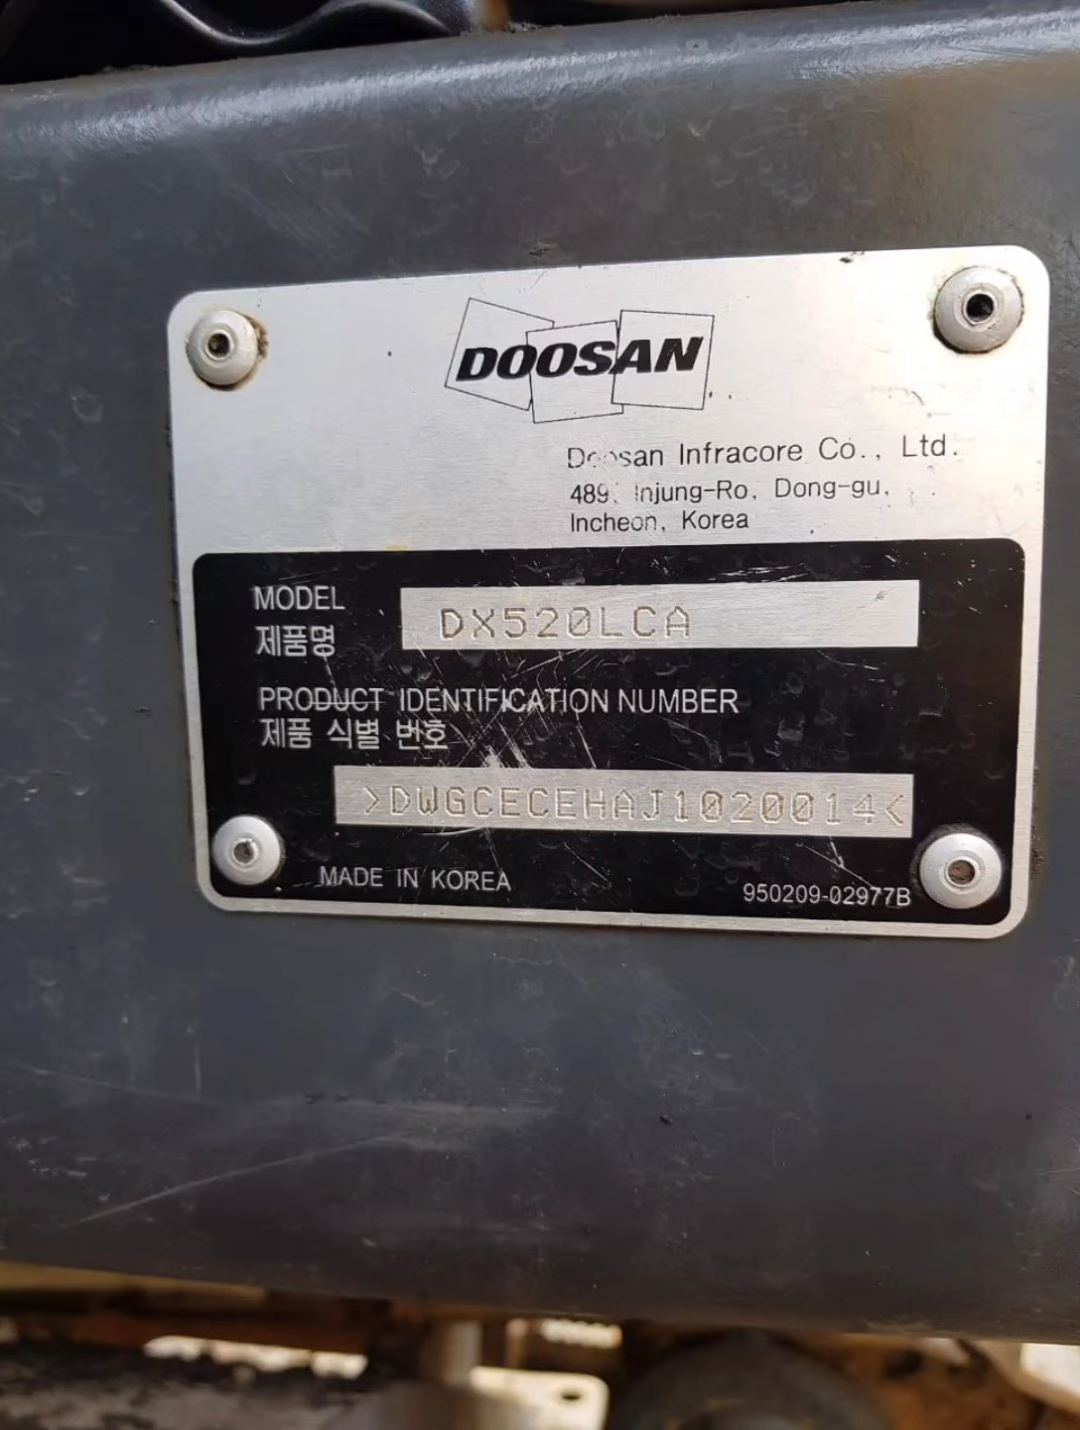 DOOSAN
Doosan Infracore Co., Ltd.
489, Injung-Ro, Dong-gu,
Incheon, Korea
MODEL
제품명
DX520LCA
PRODUCT IDENTIFICATION NUMBER
제품 식별 번호
>DWGCECEHAJ1020014<
MADE IN KOREA
950209-02977B